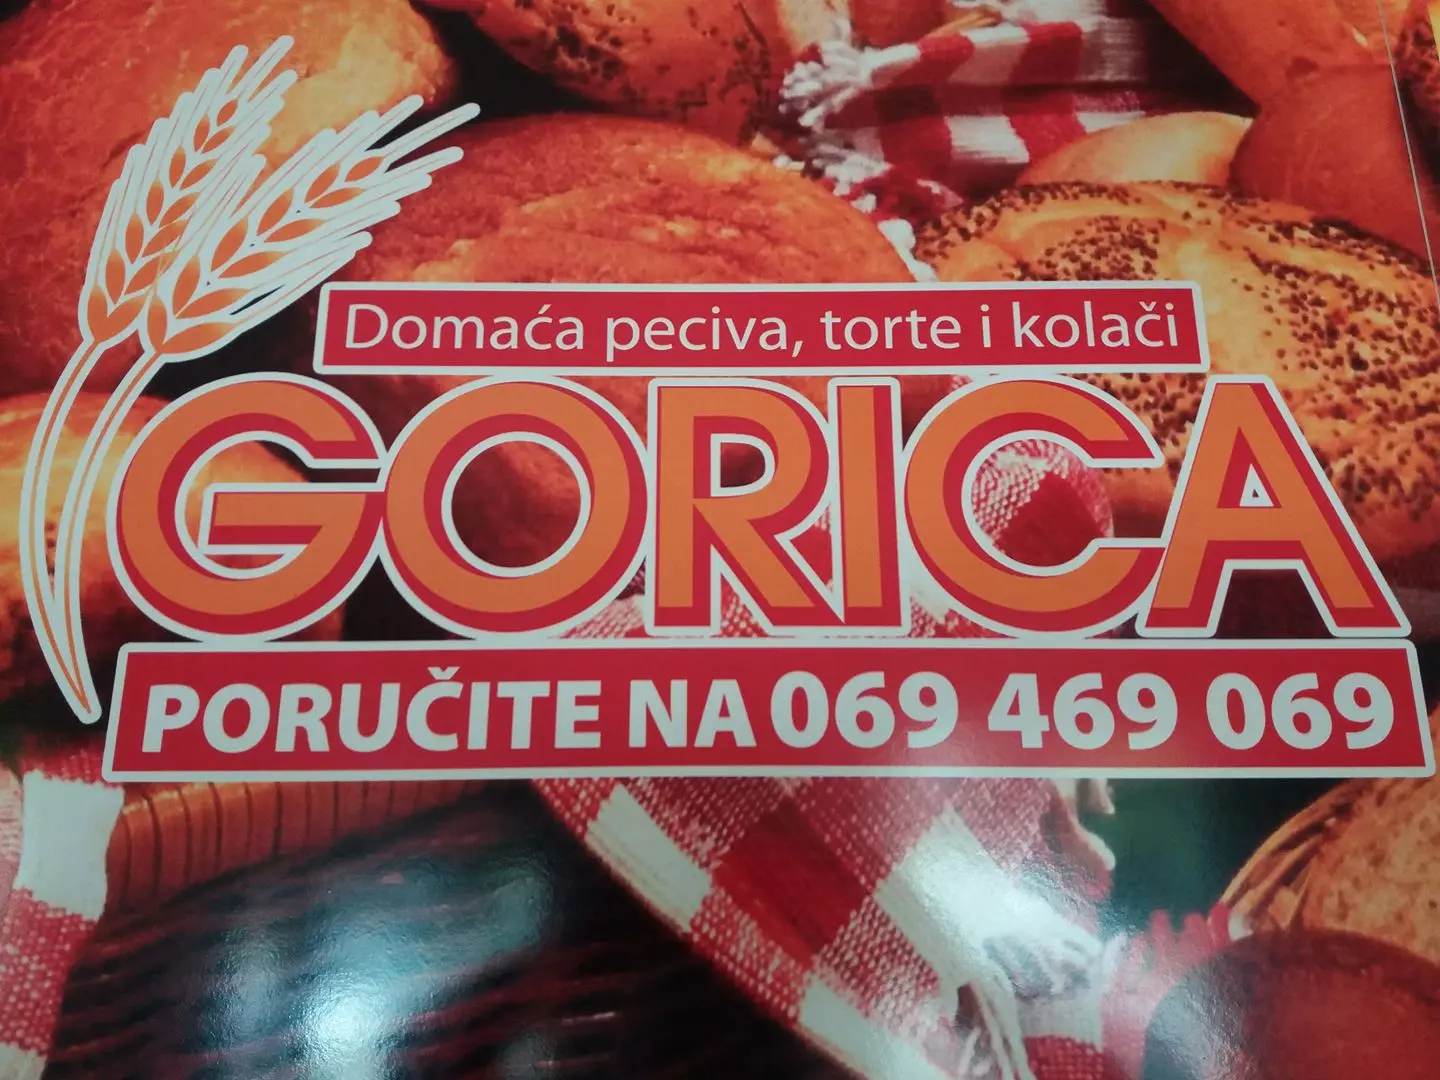 Domaća peciva, torte i kolači
GORICA
PORUČITE NA 069 469 069